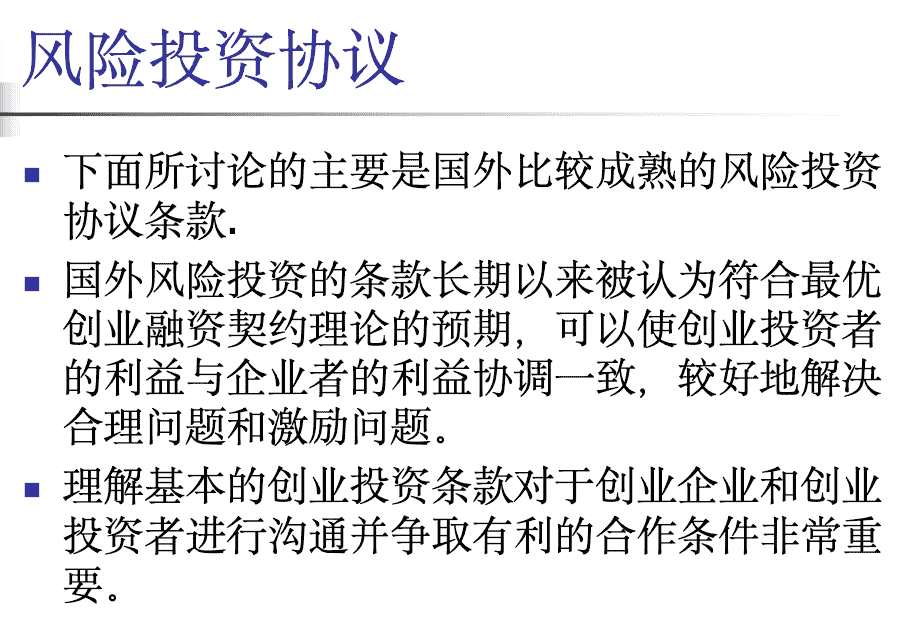 风险投资协议
下面所讨论的主要是国外比较成熟的风险投资
协议条款.
国外风险投资的条款长期以来被认为符合最优
创业融资契约理论的预期，可以使创业投资者
的利益与企业者的利益协调一致，较好地解决
合理问题和激励问题。
理解基本的创业投资条款对于创业企业和创业
投资者进行沟通并争取有利的合作条件非常重
要。